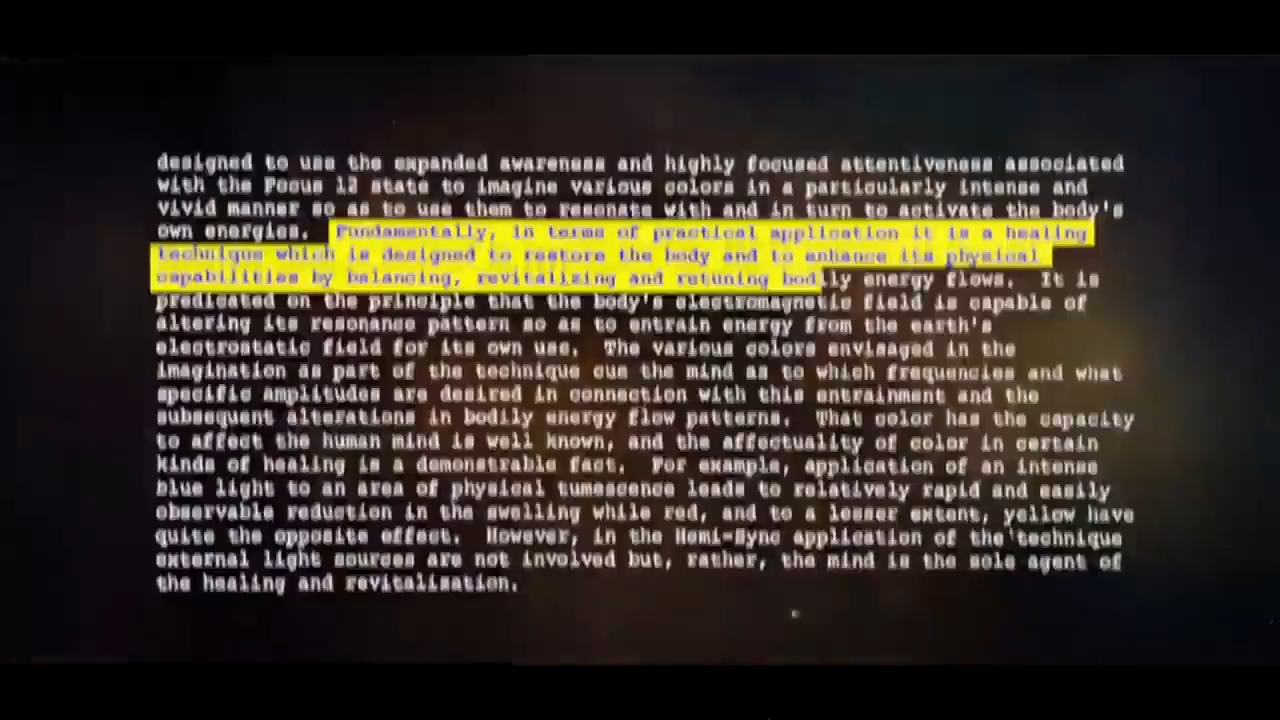 designed to use the expanded awareness and highly focused attentiveness associated
with the Focus 12 state to imagine various colors in a particularly intense and
vivid manner so as to use them to resonate with and in turn to activate the body's
own energies. Fundamentally, in terms of practical application it is a healing
technique which is designed to restore the body and to enhance its physical
capabilities by balancing, revitalizing and retuning bodily energy flows. It is
predicated on the principle that the body's electromagnetic field is capable of
altering its resonance pattern so as to entrain energy from the earth's
electrostatic field for its own use. The various colors envisaged in the
imagination as part of the technique cue the mind as to which frequencies and what
specific amplitudes are desired in connection with this entrainment and the
subsequent alterations in bodily energy flow patterns. That color has the capacity
to affect the human mind is well known, and the affectuality of color in certain
kinds of healing is a demonstrable fact. For example, application of an intense
blue light to an area of physical tumescence leads to relatively rapid and easily
observable reduction in the swelling while red, and to a lesser extent, yellow have
quite the opposite effect. However, in the Hemi-Sync application of the technique
external light sources are not involved but, rather, the mind is the sole agent of
the healing and revitalization.